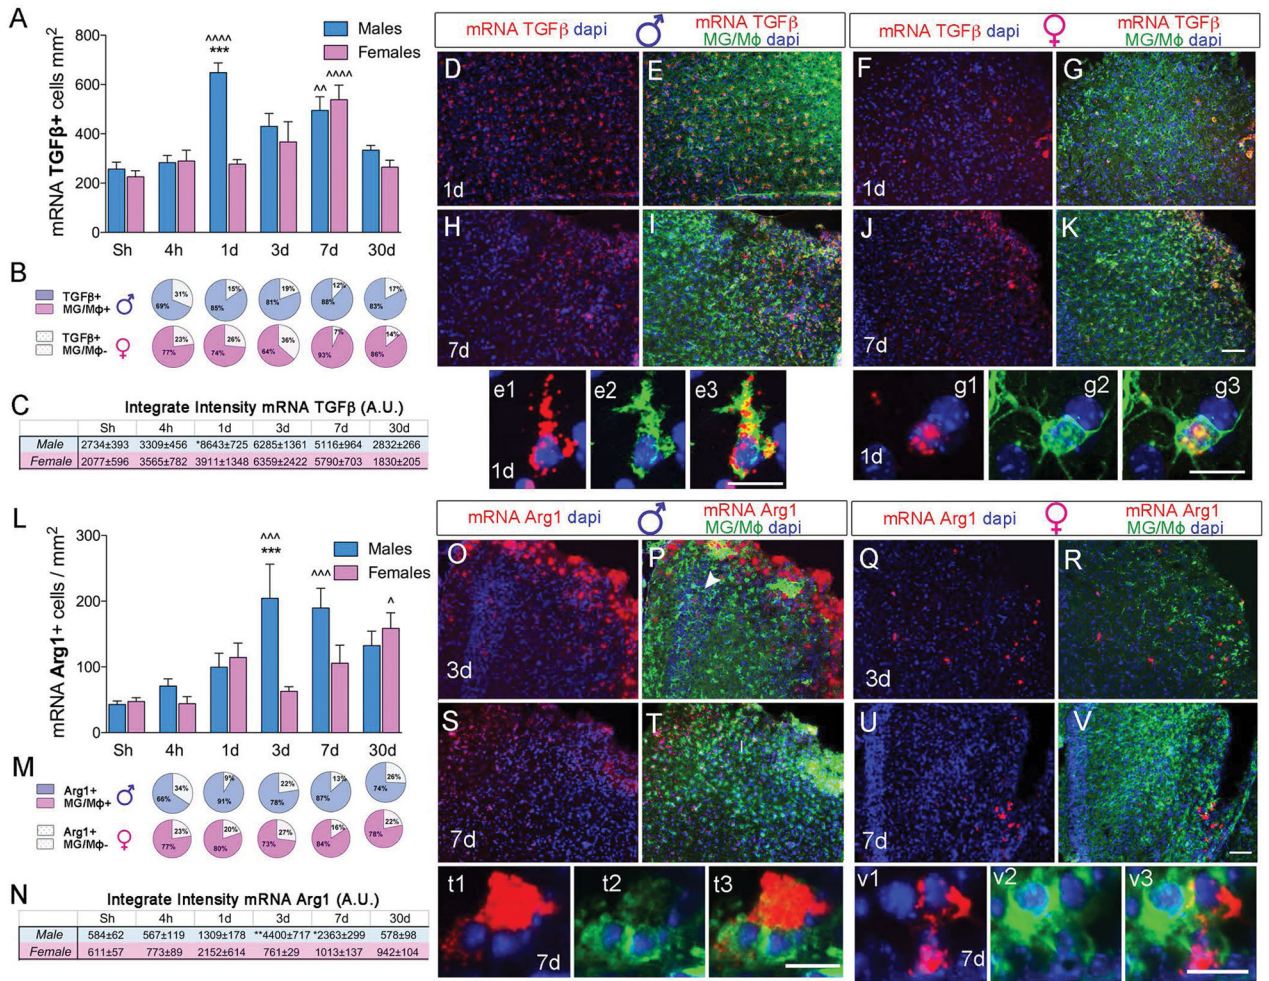 A
800
600
400
200
0
mRNA TGFβ+ cells mm2
Males
Females
^^^^
***
^^
^^^^
Sh 4h 1d 3d 7d 30d
B
TGFβ+
MG/Mϕ+ ♂
TGFβ+
MG/Mϕ- ♀
31% 15% 19% 12% 17%
69% 85% 81% 88% 83%
23% 26% 36% 7% 14%
77% 74% 64% 93% 86%
C
Integrate Intensity mRNA TGFβ (A.U.)
Sh 4h 1d 3d 7d 30d
Male 2734±393 3309±456 *8643±725 6285±1361 5116±964 2832±266
Female 2077±596 3565±782 3911±1348 6359±2422 5790±703 1830±205
mRNA TGFβ dapi ♂ mRNA TGFβ
MG/Mϕ dapi
mRNA TGFβ dapi ♀ mRNA TGFβ
MG/Mϕ dapi
D E F G
1d 1d
H I J K
7d 7d
e1 e2 e3 g1 g2 g3
1d 1d
L
300
200
100
0
mRNA Arg1+ cells / mm2
Males
Females
^^^
***
^^^
^
Sh 4h 1d 3d 7d 30d
M
Arg1+
MG/Mϕ+ ♂
Arg1+
MG/Mϕ- ♀
34% 9% 22% 13% 26%
66% 91% 78% 87% 74%
23% 20% 27% 16% 22%
77% 80% 73% 84% 78%
N
Integrate Intensity mRNA Arg1 (A.U.)
Sh 4h 1d 3d 7d 30d
Male 584±62 567±119 1309±178 **4400±717 *2363±299 578±98
Female 611±57 773±89 2152±614 761±29 1013±137 942±104
mRNA Arg1 dapi ♂ mRNA Arg1
MG/Mϕ dapi
mRNA Arg1 dapi ♀ mRNA Arg1
MG/Mϕ dapi
O P Q R
3d 3d
S T U V
7d 7d
t1 t2 t3 v1 v2 v3
7d 7d